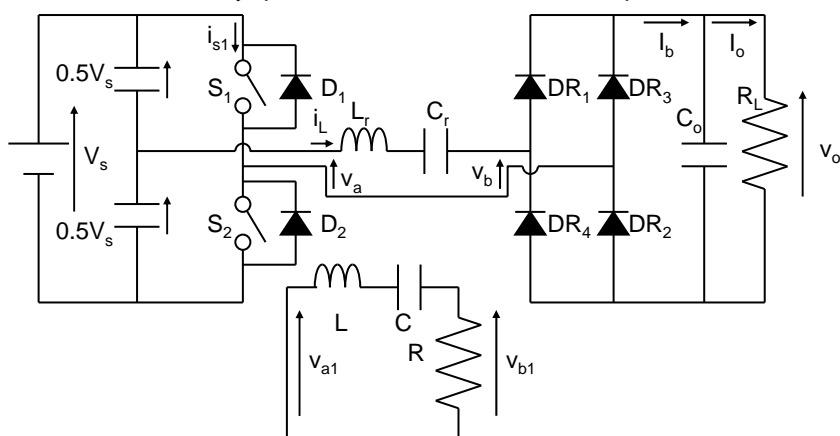 i_s1
I_b
I_o
0.5V_s
S_1
D_1
DR_1
DR_3
R_L
L_r
C_r
i_L
C_o
V_s
v_a
v_b
v_o
0.5V_s
S_2
D_2
DR_4
DR_2
L
C
R
v_a1
v_b1